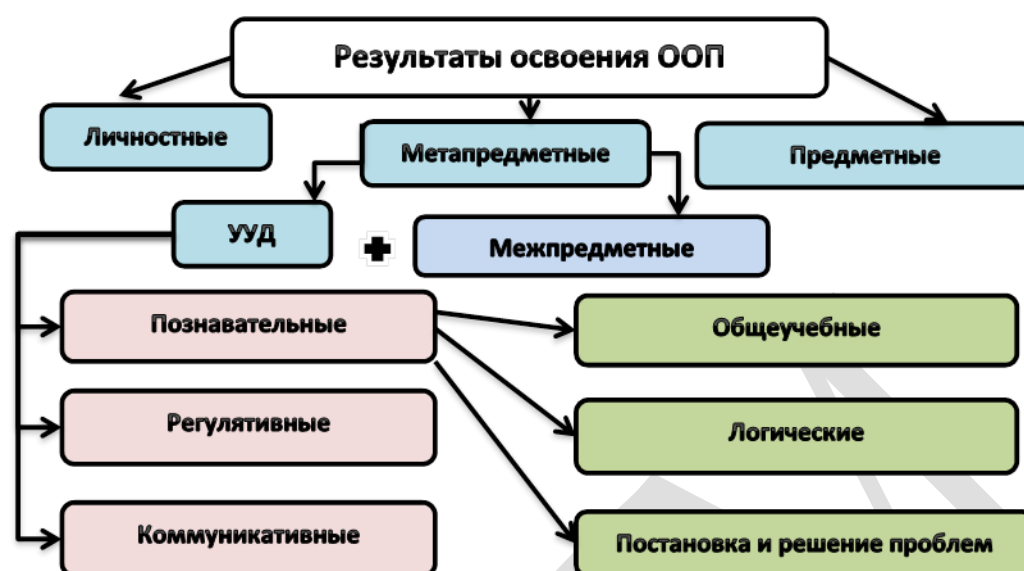 Результаты освоения ООП
Личностные
Метапредметные
Предметные
УУД
Межпредметные
Познавательные
Общеучебные
Регулятивные
Логические
Коммуникативные
Постановка и решение проблем